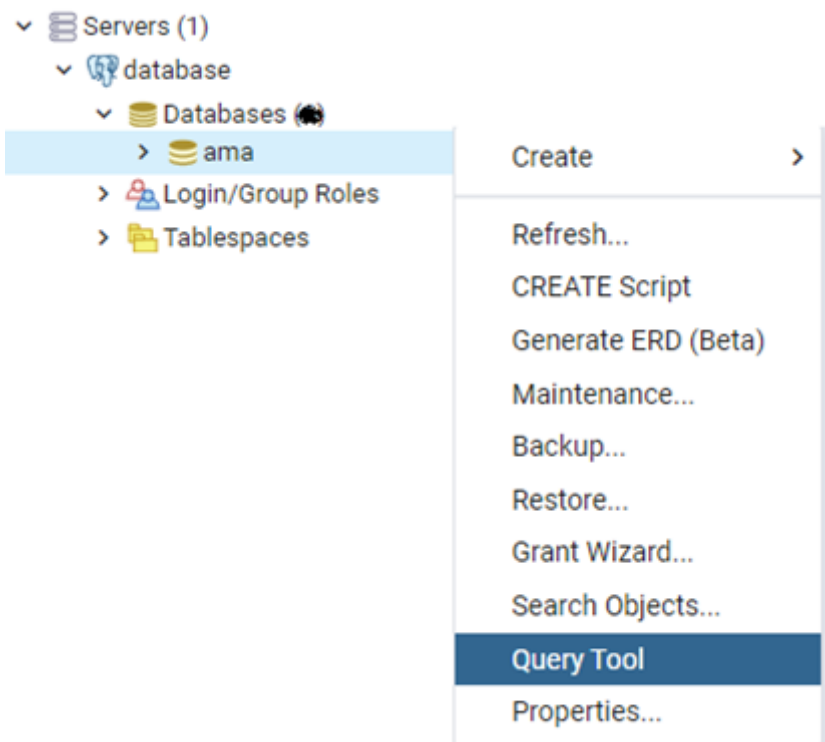 Servers (1)
database
Databases
ama
Login/Group Roles
Tablespaces
Create
Refresh...
CREATE Script
Generate ERD (Beta)
Maintenance...
Backup...
Restore...
Grant Wizard...
Search Objects...
Query Tool
Properties...